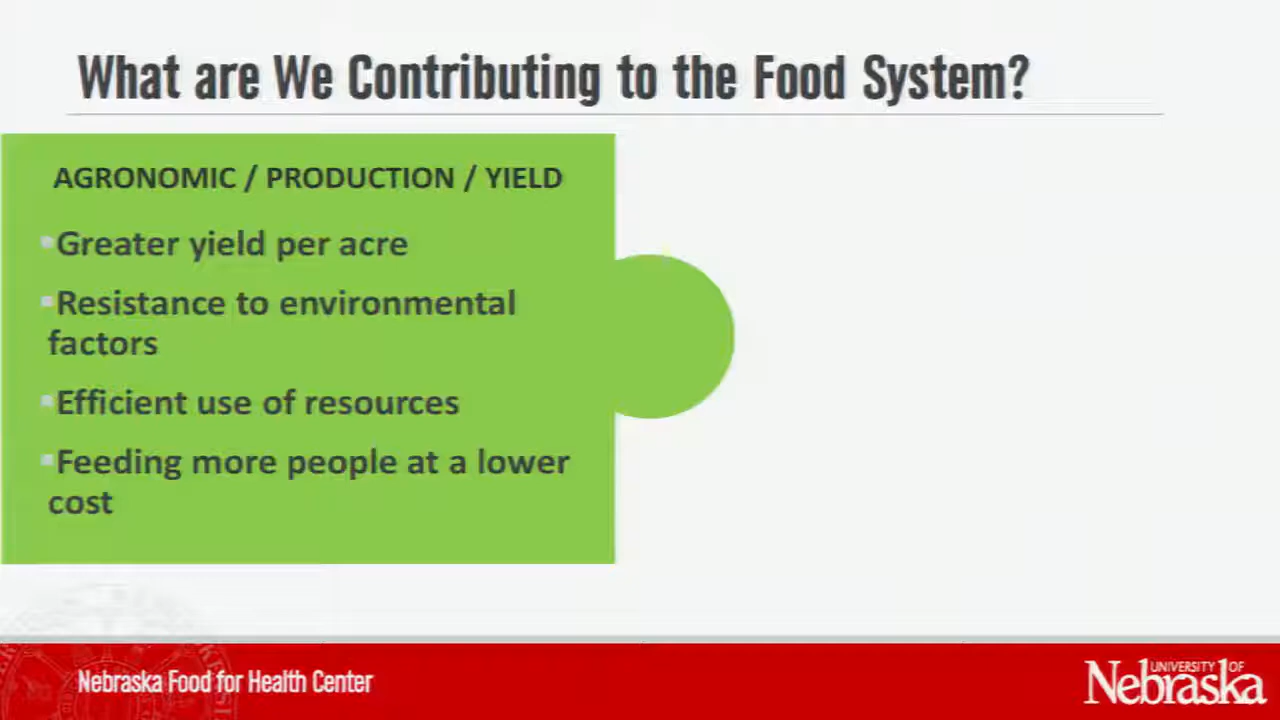 What are We Contributing to the Food System?
AGRONOMIC / PRODUCTION / YIELD
▪Greater yield per acre
▪Resistance to environmental
factors
▪Efficient use of resources
▪Feeding more people at a lower
cost
Nebraska Food for Health Center
UNIVERSITY OF
Nebraska